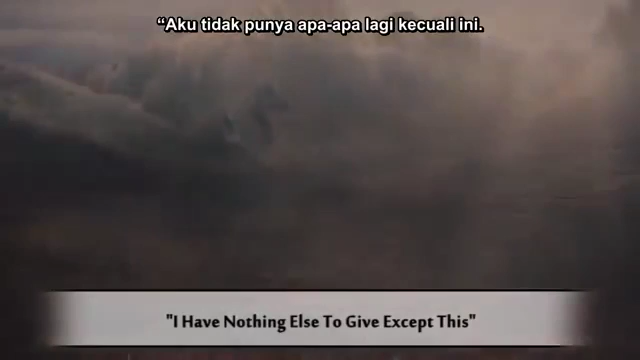 “Aku tidak punya apa-apa lagi kecuali ini.
"I Have Nothing Else To Give Except This"